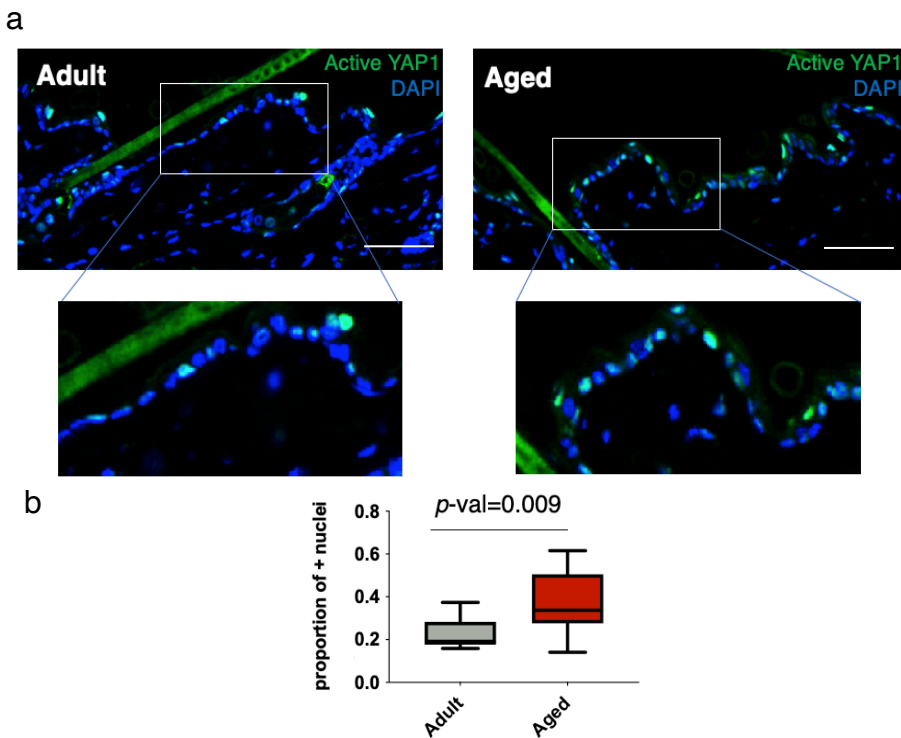 a
Adult
Active YAP1
DAPI
Aged
Active YAP1
DAPI
b
p-val=0.009
proportion of + nuclei
0.8
0.6
0.4
0.2
0.0
Adult
Aged